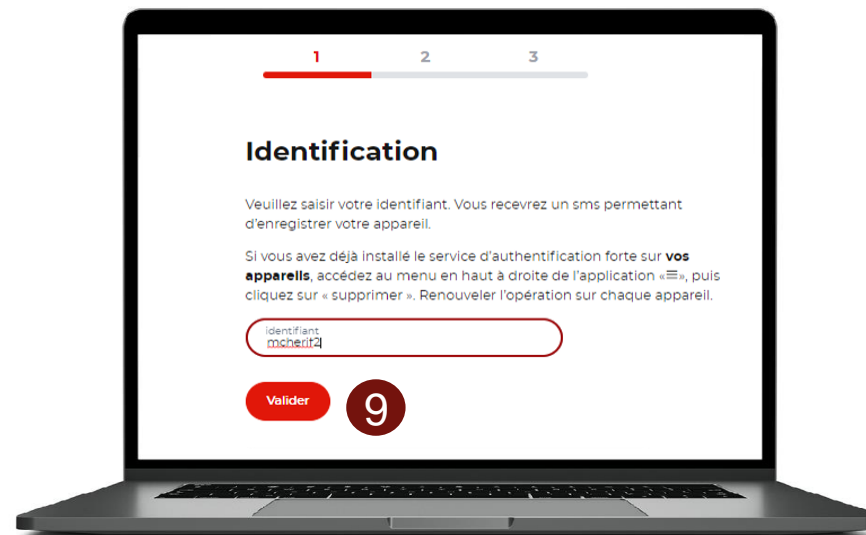 1 2 3
Identification
Veuillez saisir votre identifiant. Vous recevrez un sms permettant
d'enregistrer votre appareil.
Si vous avez déjà installé le service d'authentification forte sur vos
appareils, accédez au menu en haut à droite de l'application «≡», puis
cliquez sur « supprimer ». Renouveler l'opération sur chaque appareil.
identifiant
mcherif2
Valider
9